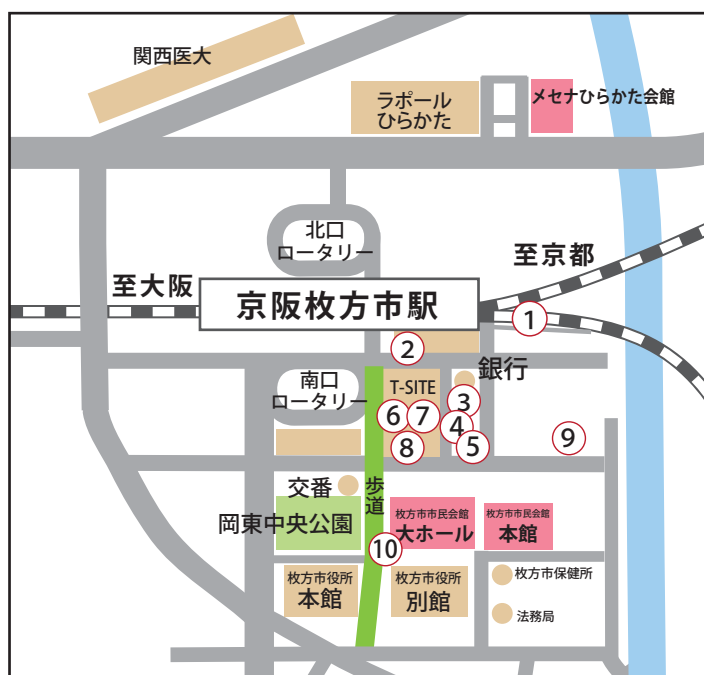 関西医大
ラポール
ひらかた
メセナひらかた会館
北口
ロータリー
至京都
至大阪
京阪枚方市駅
①
②
銀行
南口
ロータリー
T-SITE
③
⑥
⑦
④
⑧
⑤
⑨
交番
歩道
岡東中央公園
枚方市市民会館
大ホール
枚方市市民会館
本館
⑩
枚方市役所
本館
枚方市役所
別館
枚方市保健所
法務局